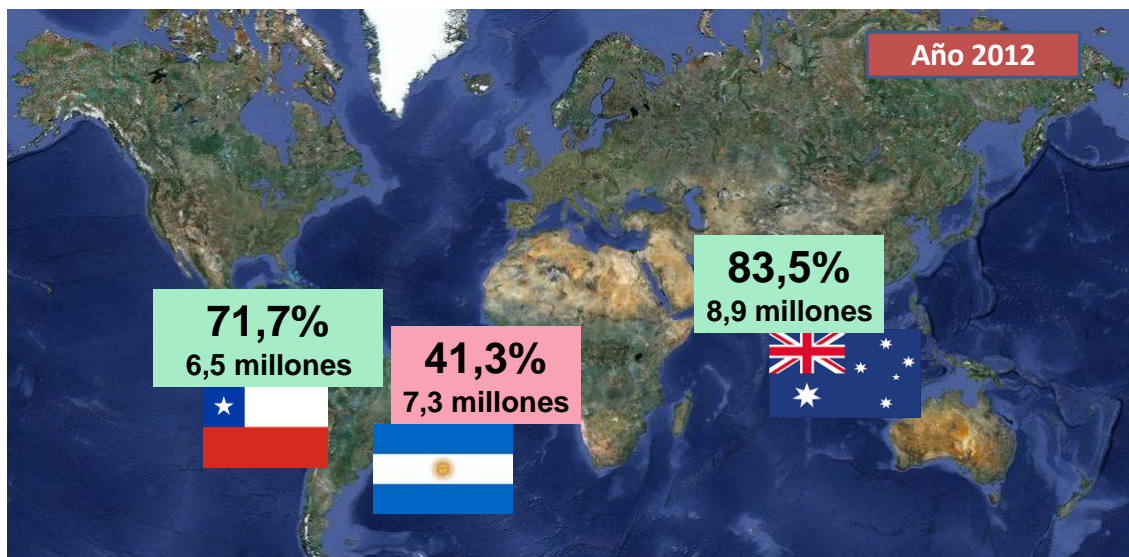 Año 2012
83,5%
8,9 millones
71,7%
6,5 millones
41,3%
7,3 millones